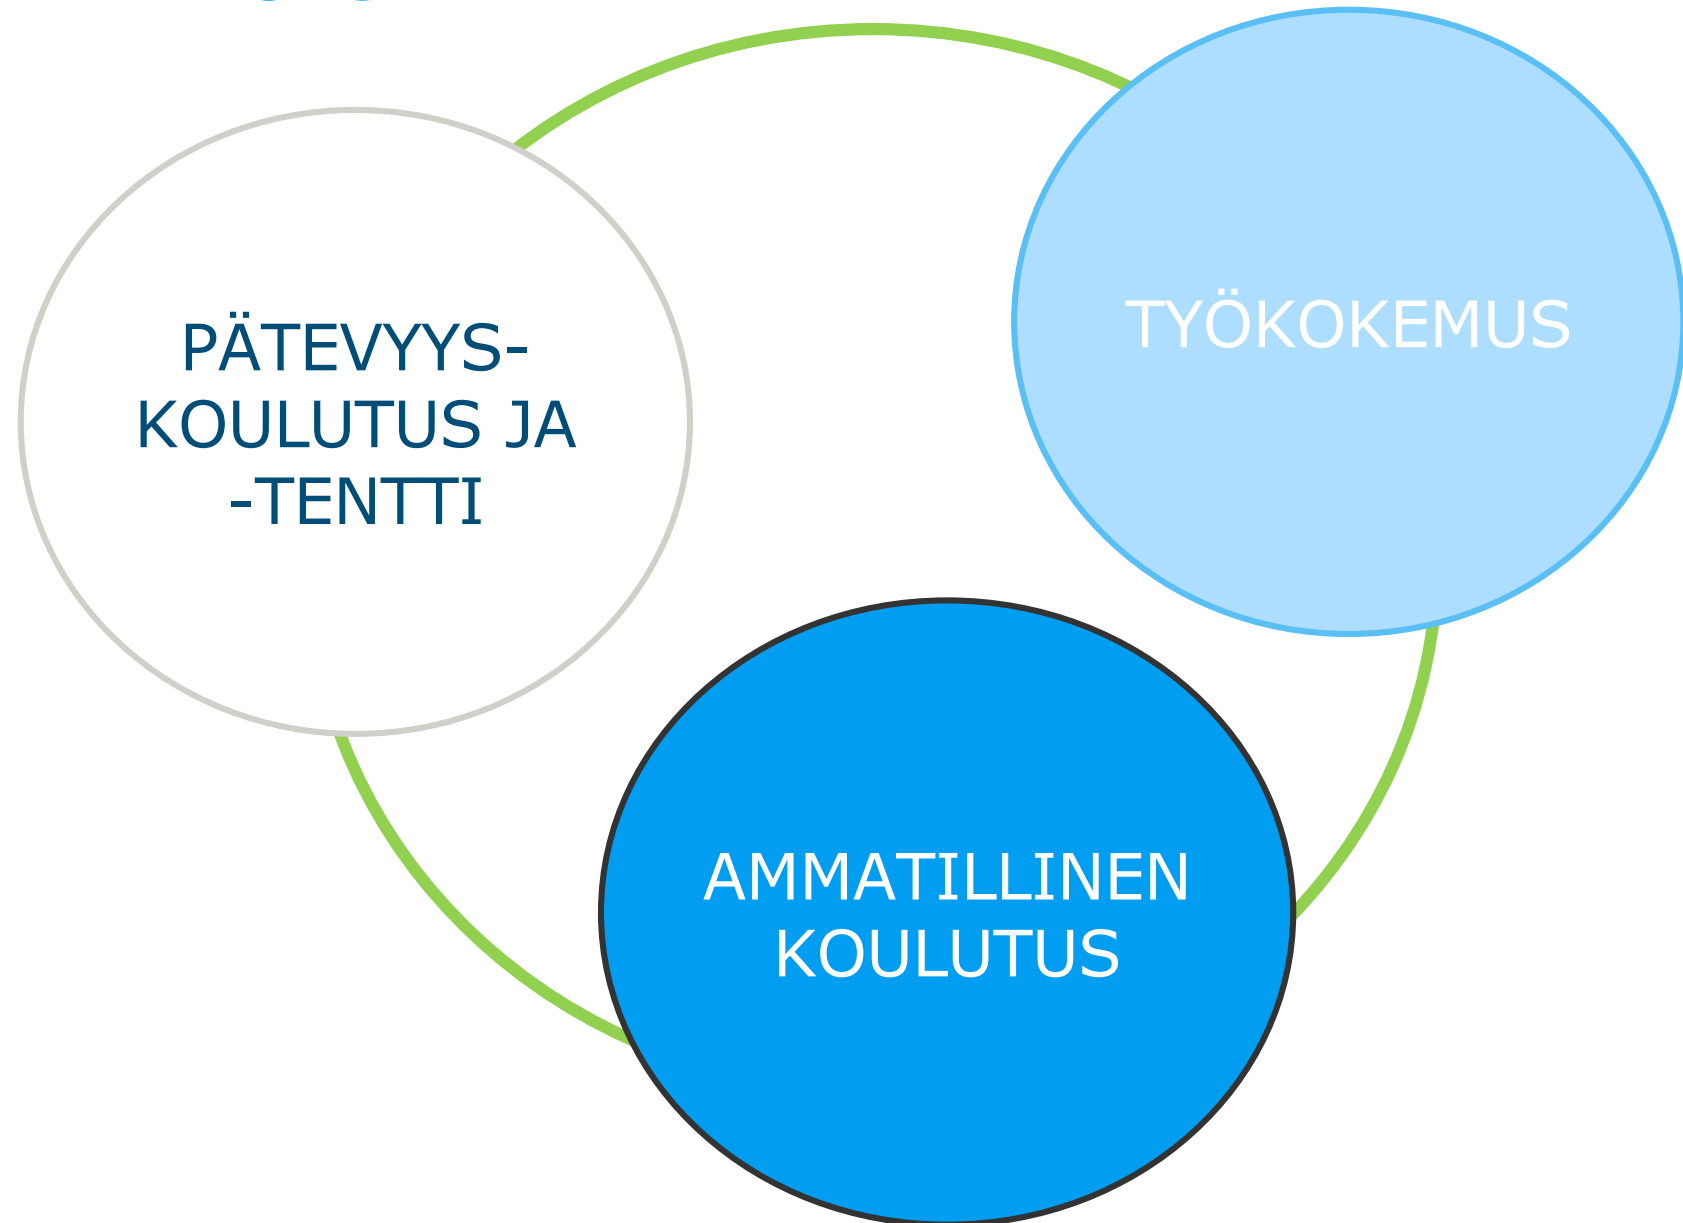 PÄTEVYYS-
KOULUTUS JA
-TENTTI
TYÖKOKEMUS
AMMATILLINEN
KOULUTUS